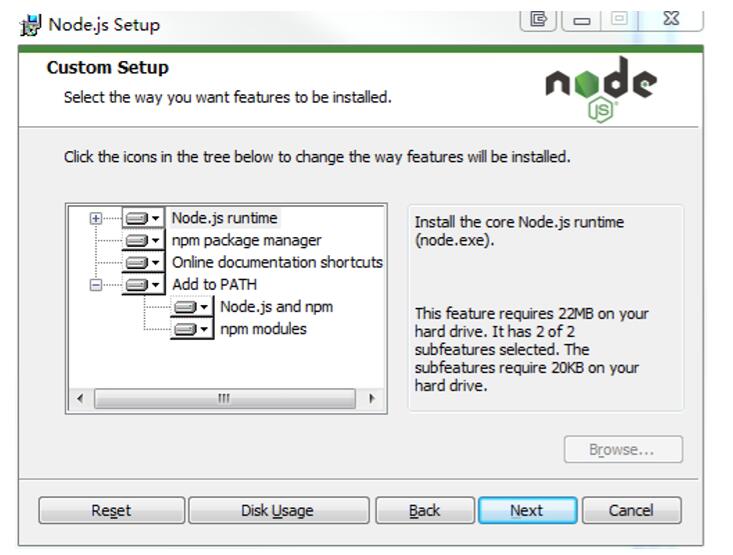 Node.js Setup
Custom Setup
Select the way you want features to be installed.
node
JS
Click the icons in the tree below to change the way features will be installed.
Node.js runtime
npm package manager
Online documentation shortcuts
Add to PATH
Node.js and npm
npm modules
Install the core Node.js runtime
(node.exe).
This feature requires 22MB on your
hard drive. It has 2 of 2
subfeatures selected. The
subfeatures require 20KB on your
hard drive.
Browse...
Reset
Disk Usage
Back
Next
Cancel